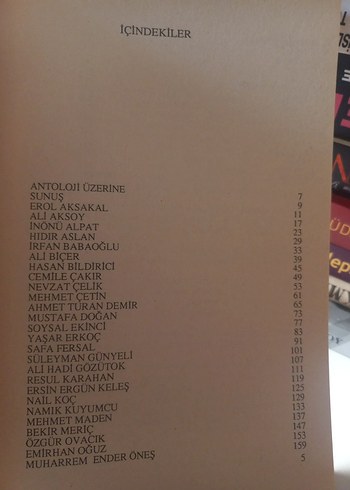 İÇİNDEKİLER
ANTOLOJİ ÜZERİNE
SUNUŞ
EROL AKSAKAL
ALİ AKSOY
İNÖNÜ ALPAT
HIDIR ASLAN
İRFAN BABAOĞLU
ALİ BİÇER
HASAN BİLDİRİCİ
CEMİLE ÇAKIR
NEVZAT ÇELİK
MEHMET ÇETİN
AHMET TURAN DEMİR
MUSTAFA DOĞAN
SOYSAL EKİNCİ
YAŞAR ERKOÇ
SAFA FERSAL
SÜLEYMAN GÜNYELİ
ALİ HADİ GÖZÜTOK
RESUL KARAHAN
ERSİN ERGÜN KELEŞ
NAİL KOÇ
NAMIK KUYUMCU
MEHMET MADEN
BEKİR MERİÇ
ÖZGÜR OVACIK
EMİRHAN OĞUZ
MUHARREM ENDER ÖNEŞ
7
9
11
17
23
29
33
39
45
49
53
61
65
73
77
83
91
101
107
111
119
125
129
133
137
147
153
159
5